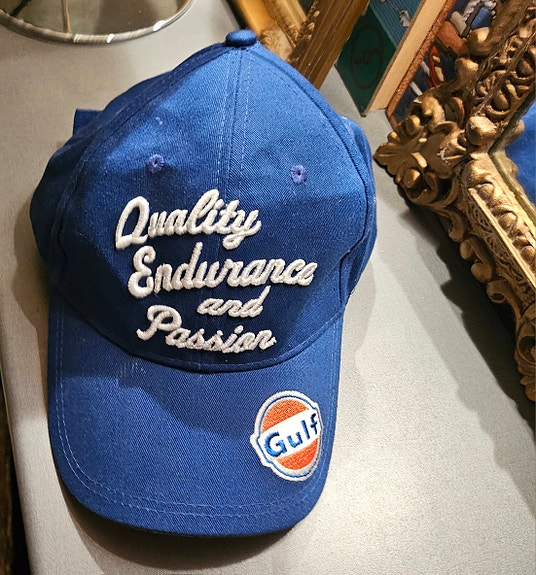 Quality
Endurance
and
Passion
Gulf